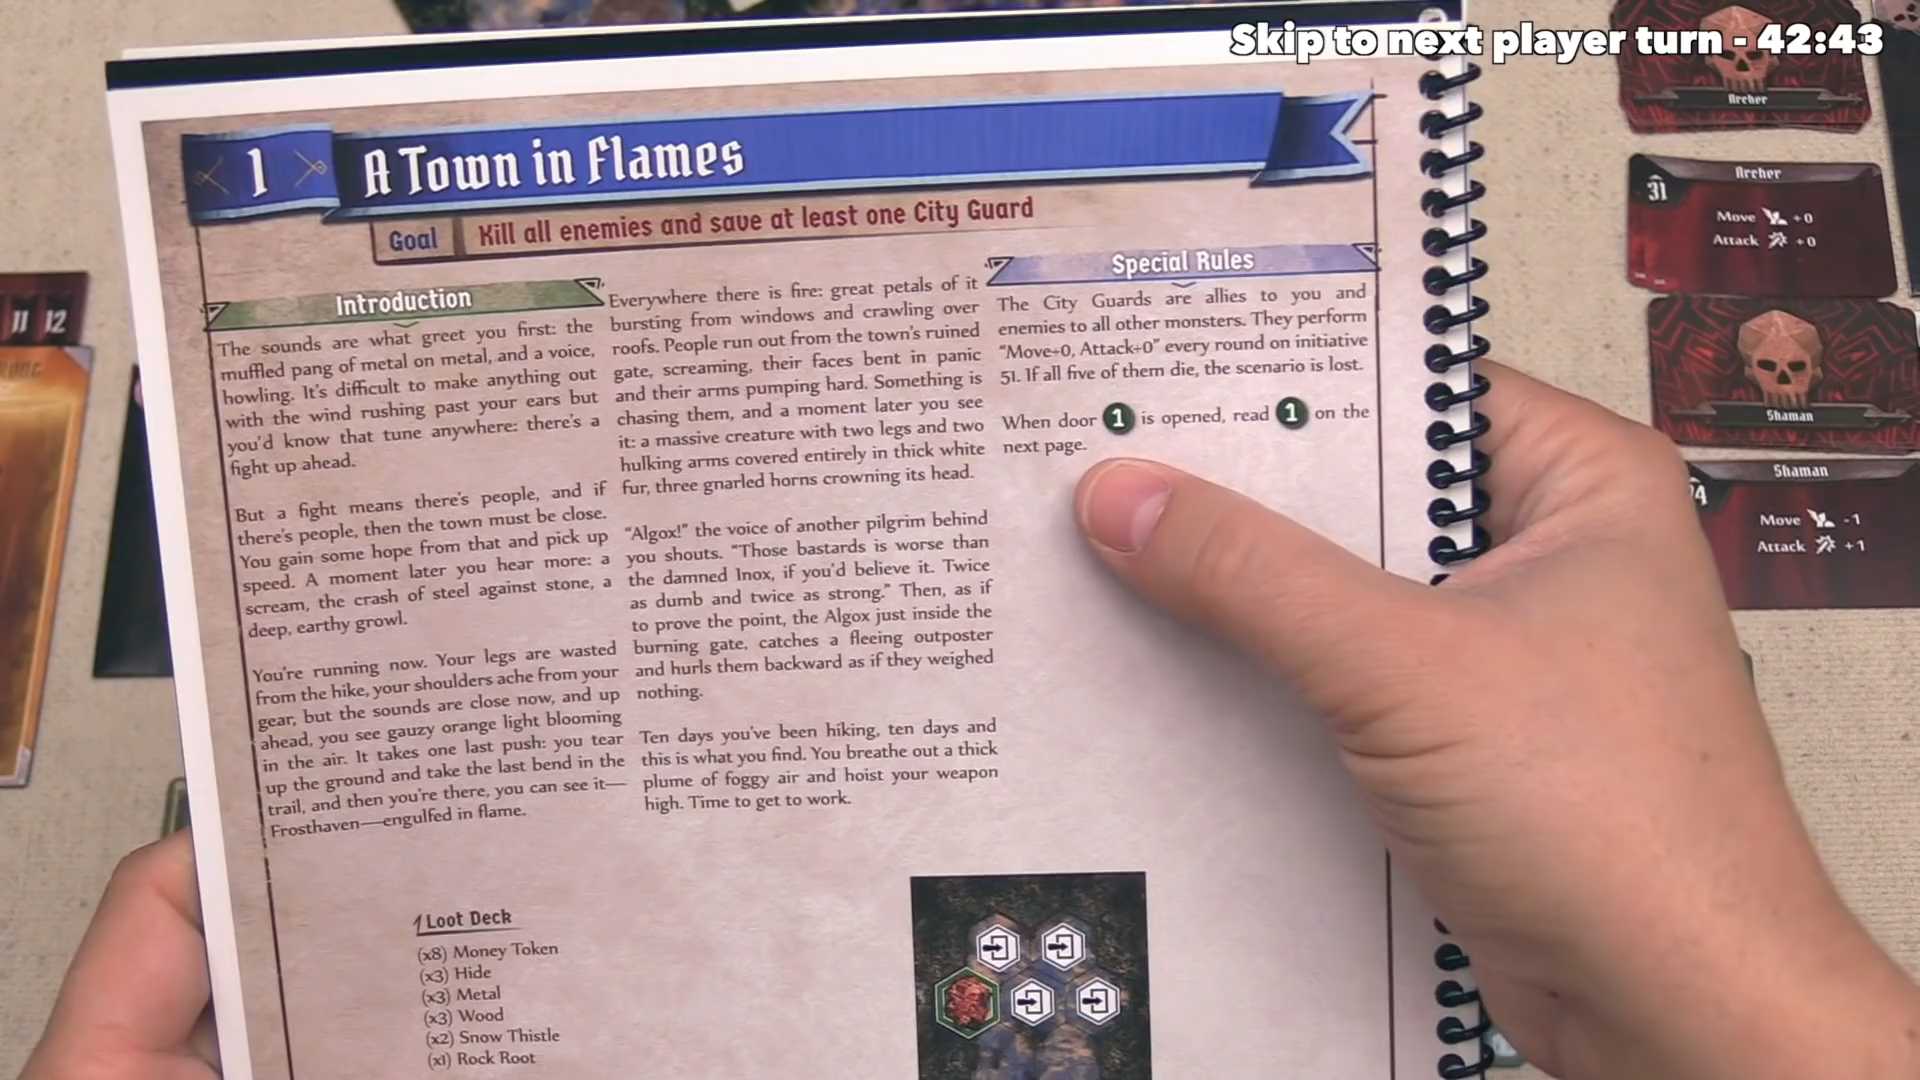 Skip to next player turn - 42:43
1 A Town in Flames
Goal Kill all enemies and save at least one City Guard
Introduction
The sounds are what greet you first: the
muffled pang of metal on metal, and a voice,
howling. It's difficult to make anything out
with the wind rushing past your ears but
you'd know that tune anywhere: there's a
fight up ahead.
But a fight means there's people, and if
there's people, then the town must be close.
You gain some hope from that and pick up
speed. A moment later you hear more: a
scream, the crash of steel against stone, a
deep, earthy growl.
You're running now. Your legs are wasted
from the hike, your shoulders ache from your
gear, but the sounds are close now, and up
ahead, you see gauzy orange light blooming
in the air. It takes one last push: you tear
up the ground and take the last bend in the
trail, and then you're there, you can see it—
Frosthaven—engulfed in flame.
Everywhere there is fire: great petals of it
bursting from windows and crawling over
roofs. People run out from the town's ruined
gate, screaming, their faces bent in panic
and their arms pumping hard. Something is
chasing them, and a moment later you see
it: a massive creature with two legs and two
hulking arms covered entirely in thick white
fur, three gnarled horns crowning its head.
“Algox!” the voice of another pilgrim behind
you shouts. “Those bastards is worse than
the damned Inox, if you'd believe it. Twice
as dumb and twice as strong.” Then, as if
to prove the point, the Algox just inside the
burning gate, catches a fleeing outposter
and hurls them backward as if they weighed
nothing.
Ten days you've been hiking, ten days and
this is what you find. You breathe out a thick
plume of foggy air and hoist your weapon
high. Time to get to work.
Special Rules
The City Guards are allies to you and
enemies to all other monsters. They perform
“Move+0, Attack+0” every round on initiative
51. If all five of them die, the scenario is lost.
When door 1 is opened, read 1 on the
next page.
1 Loot Deck
(x8) Money Token
(x3) Hide
(x3) Metal
(x3) Wood
(x2) Snow Thistle
(x1) Rock Root
Archer
Archer
31
Move +0
Attack +0
Shaman
Shaman
Move -1
Attack +1
11 12